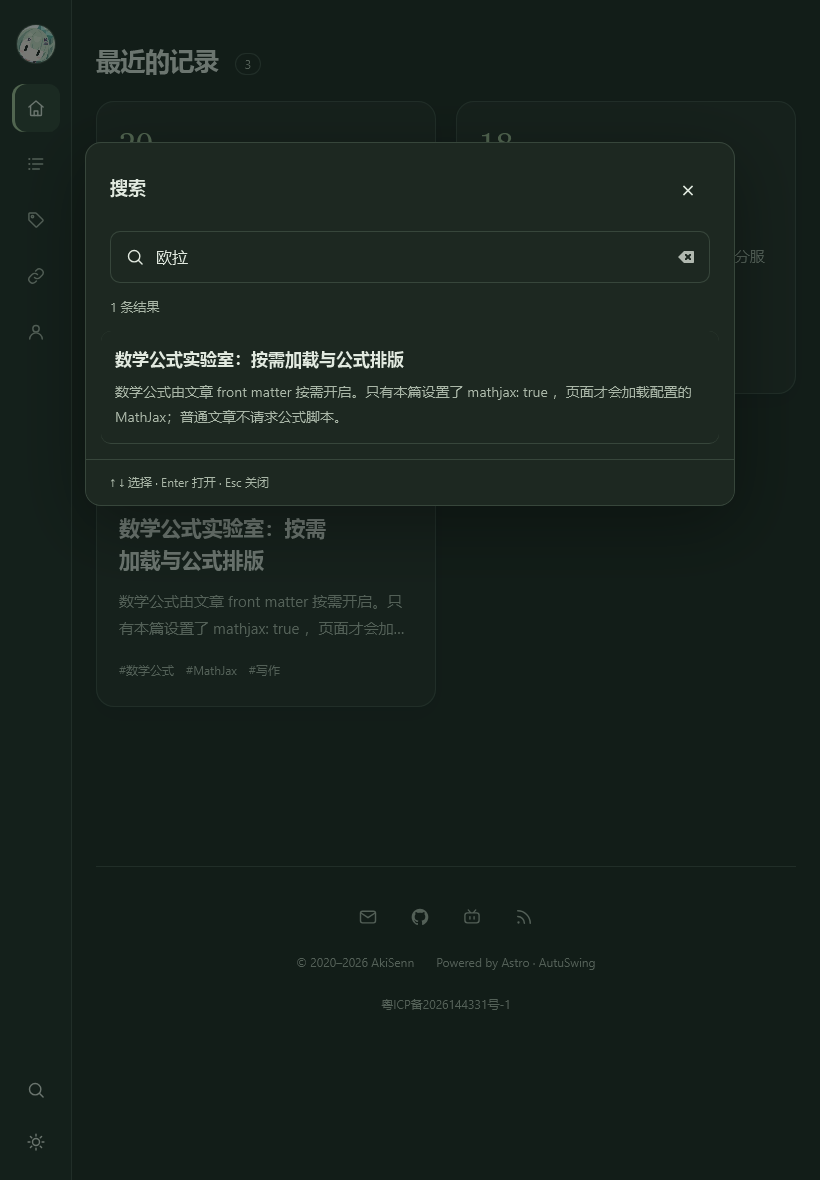 最近的记录 3
20
18
搜索
欧拉
分服
1 条结果
数学公式实验室：按需加载与公式排版
数学公式由文章 front matter 按需开启。只有本篇设置了 mathjax: true ，页面才会加载配置的
MathJax；普通文章不请求公式脚本。
↑↓选择 · Enter 打开 · Esc 关闭
数学公式实验室：按需
加载与公式排版
数学公式由文章 front matter 按需开启。只
有本篇设置了 mathjax: true ，页面才会加...
#数学公式 #MathJax #写作
© 2020–2026 AkiSenn Powered by Astro · AutuSwing
粤ICP备2026144331号-1